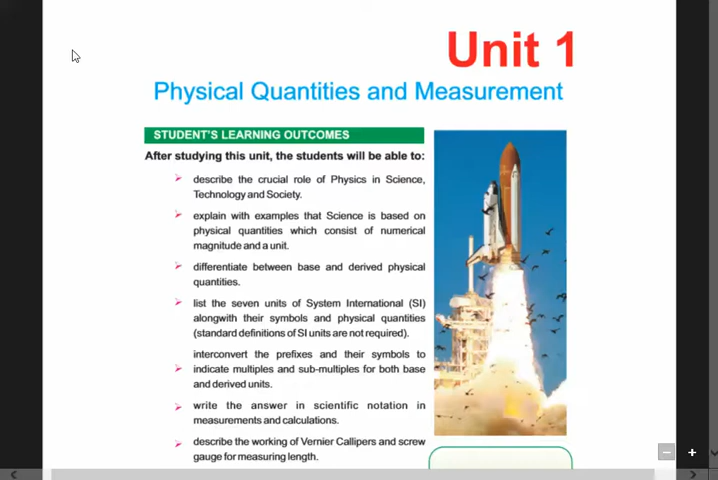 Unit 1
Physical Quantities and Measurement
STUDENT'S LEARNING OUTCOMES
After studying this unit, the students will be able to:
describe the crucial role of Physics in Science,
Technology and Society.
explain with examples that Science is based on
physical quantities which consist of numerical
magnitude and a unit.
differentiate between base and derived physical
quantities.
list the seven units of System International (SI)
alongwith their symbols and physical quantities
(standard definitions of SI units are not required).
interconvert the prefixes and their symbols to
indicate multiples and sub-multiples for both base
and derived units.
write the answer in scientific notation in
measurements and calculations.
describe the working of Vernier Callipers and screw
gauge for measuring length.